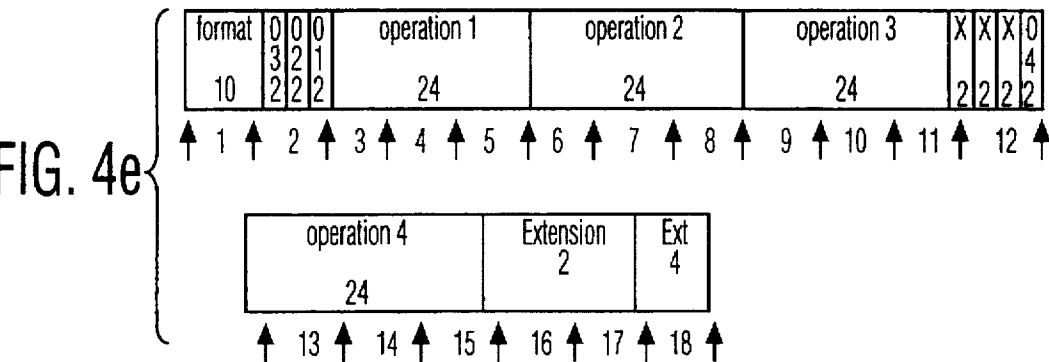 FIG. 4e
format 0 0 0 operation 1 operation 2 operation 3 X X X 0
3 2 1 4
10 2 2 2 24 24 24 2 2 2 2
1 2 3 4 5 6 7 8 9 10 11 12
operation 4 Extension Ext
2 4
24
13 14 15 16 17 18